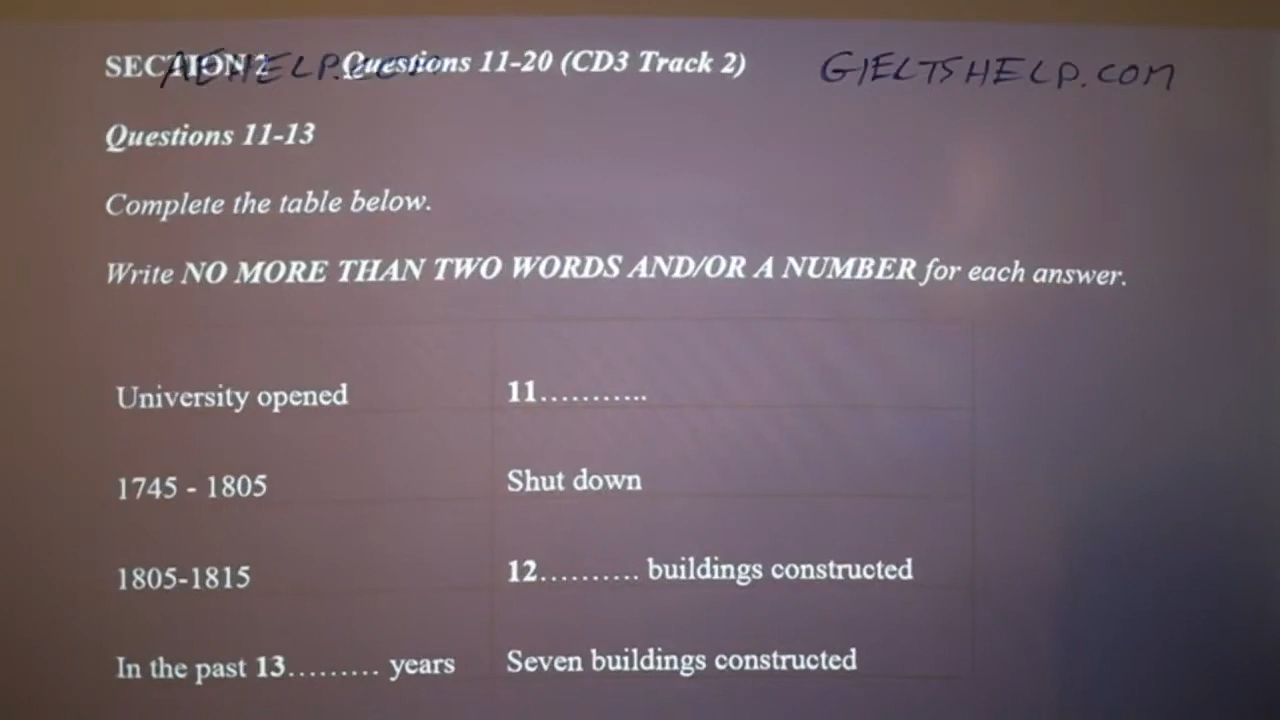 SECTION 2 Questions 11-20 (CD3 Track 2)
AEHELP.com GIELTSHELP.COM
Questions 11-13
Complete the table below.
Write NO MORE THAN TWO WORDS AND/OR A NUMBER for each answer.
University opened 11...........
1745 - 1805 Shut down
1805-1815 12.......... buildings constructed
In the past 13......... years Seven buildings constructed